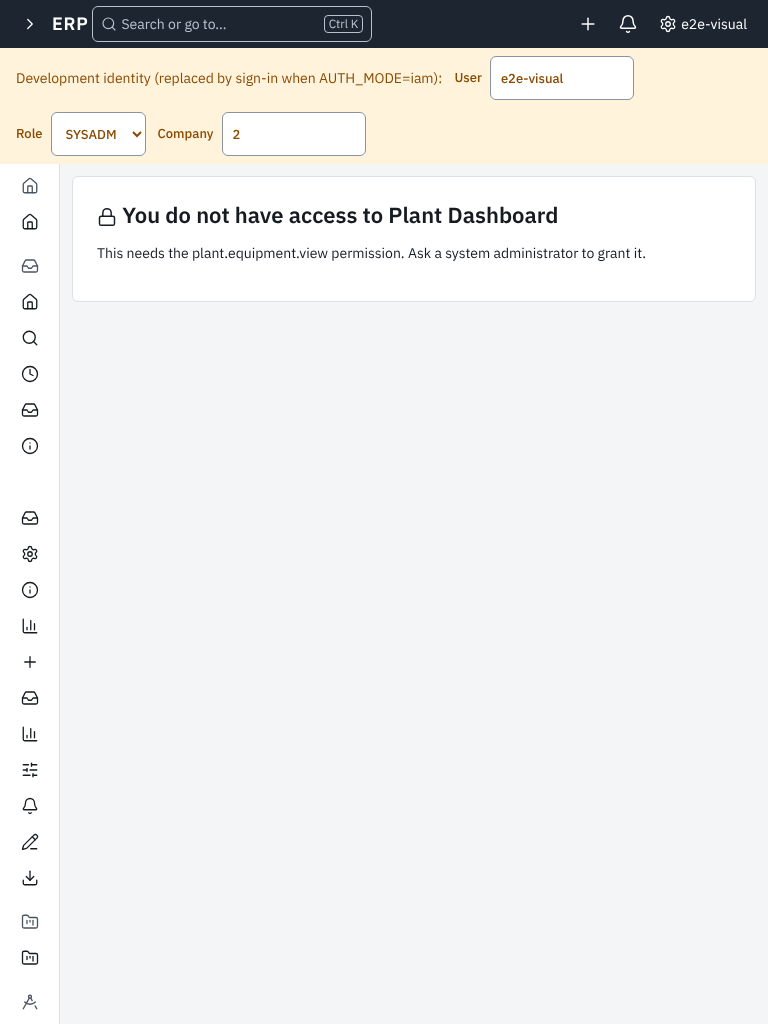 ERP Search or go to... Ctrl K e2e-visual
Development identity (replaced by sign-in when AUTH_MODE=iam): User e2e-visual
Role SYSADM Company 2
You do not have access to Plant Dashboard
This needs the plant.equipment.view permission. Ask a system administrator to grant it.